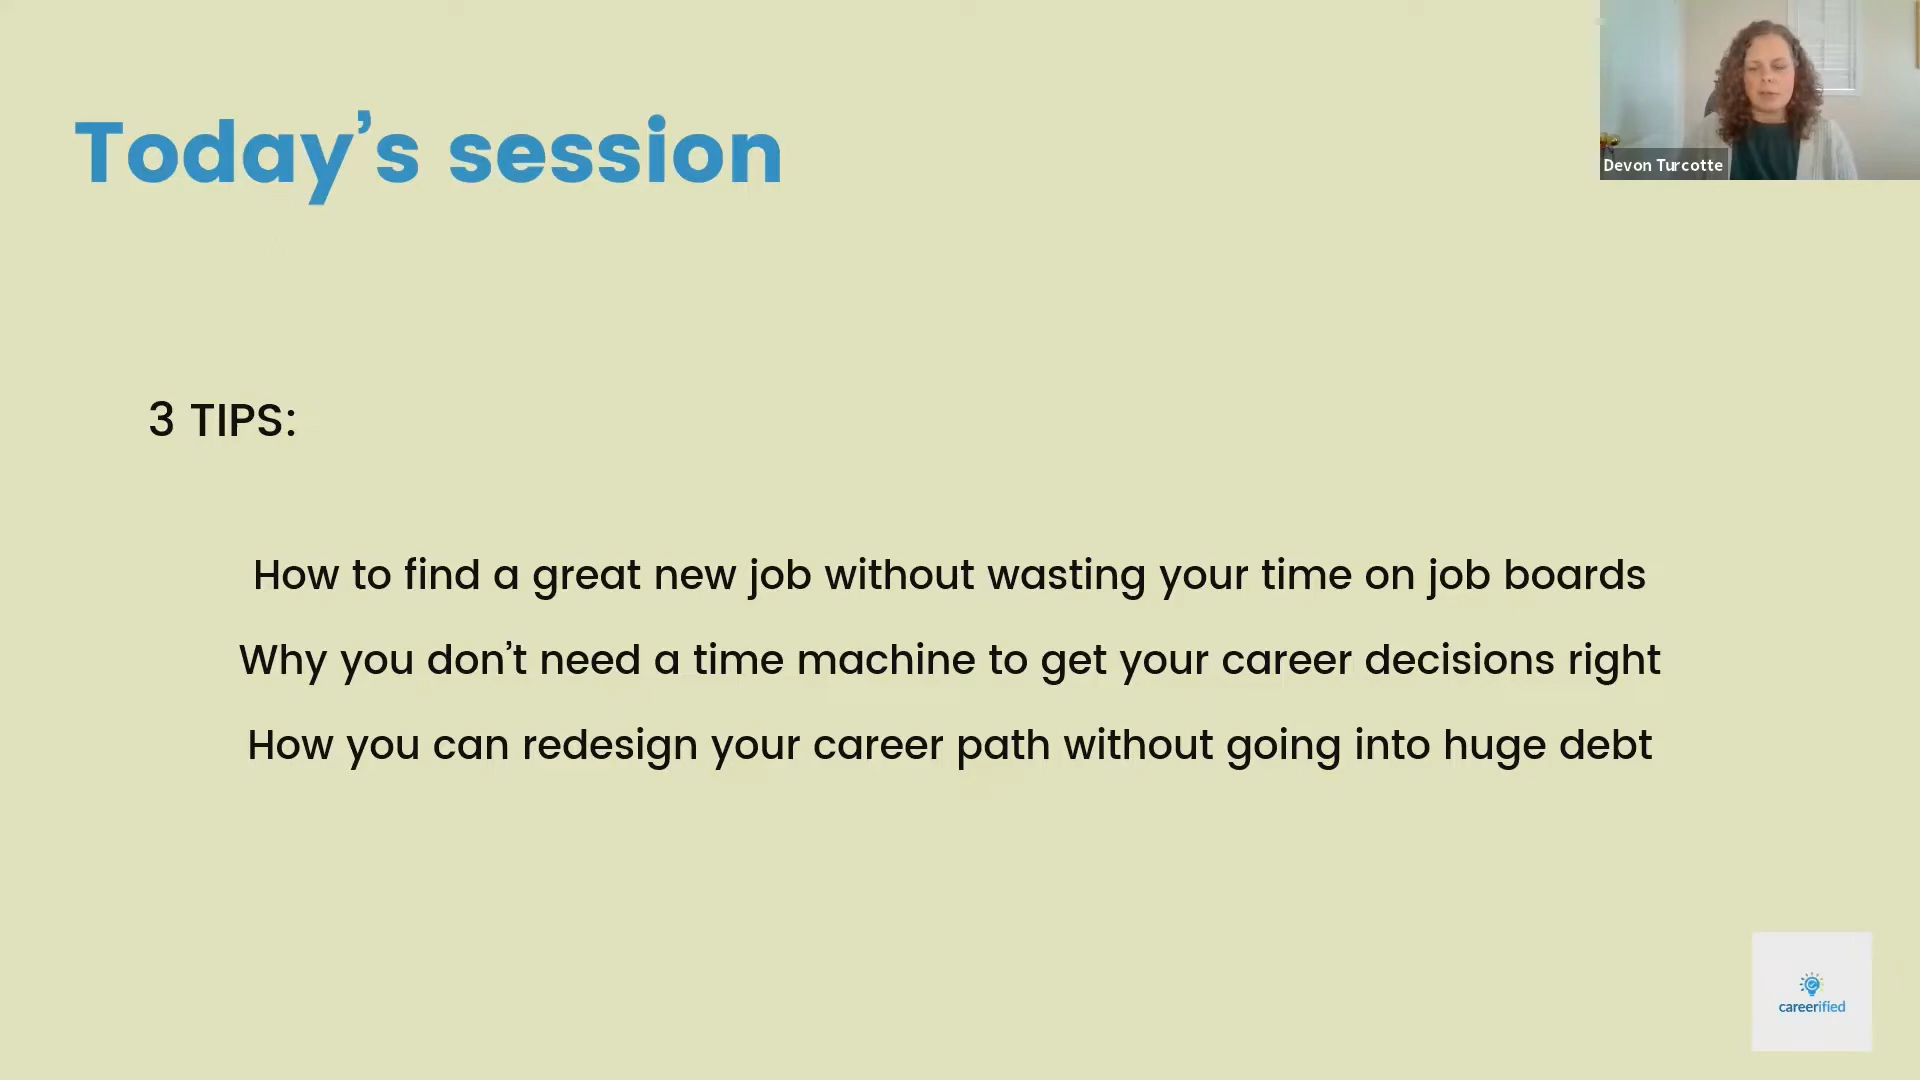 Today’s session
Devon Turcotte
3 TIPS:
How to find a great new job without wasting your time on job boards
Why you don’t need a time machine to get your career decisions right
How you can redesign your career path without going into huge debt
careerified